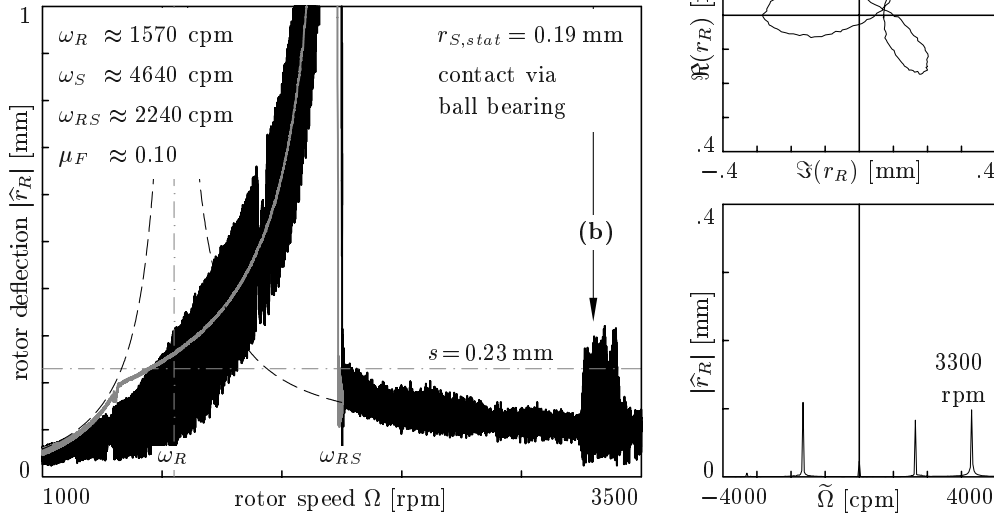 1
ω_R ≈ 1570 cpm
ω_S ≈ 4640 cpm
ω_RS ≈ 2240 cpm
μ_F ≈ 0.10
r_S,stat = 0.19 mm
contact via
ball bearing
(b)
s = 0.23 mm
rotor deflection |r̂_R| [mm]
0
ω_R
ω_RS
1000
rotor speed Ω [rpm]
3500
ℜ(r_R)
.4
−.4
ℑ(r_R) [mm]
.4
.4
|r̂_R| [mm]
3300
rpm
0
−4000
Ω̃ [cpm]
4000